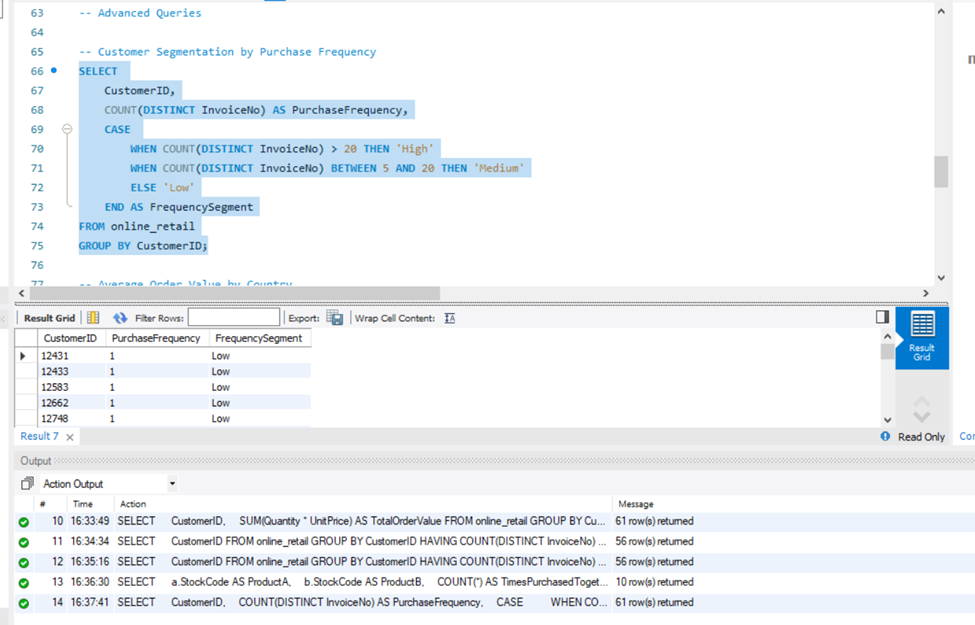 63 -- Advanced Queries
64
65 -- Customer Segmentation by Purchase Frequency
66 SELECT
67 CustomerID,
68 COUNT(DISTINCT InvoiceNo) AS PurchaseFrequency,
69 CASE
70 WHEN COUNT(DISTINCT InvoiceNo) > 20 THEN 'High'
71 WHEN COUNT(DISTINCT InvoiceNo) BETWEEN 5 AND 20 THEN 'Medium'
72 ELSE 'Low'
73 END AS FrequencySegment
74 FROM online_retail
75 GROUP BY CustomerID;
76
77 -- Average Order Value by Country
Result Grid Filter Rows: Export: Wrap Cell Content:
CustomerID PurchaseFrequency FrequencySegment
12431 1 Low
12433 1 Low
12583 1 Low
12662 1 Low
12748 1 Low
Result Grid
Result 7 Read Only
Output
Action Output
# Time Action Message
10 16:33:49 SELECT CustomerID, SUM(Quantity * UnitPrice) AS TotalOrderValue FROM online_retail GROUP BY Cu... 61 row(s) returned
11 16:34:34 SELECT CustomerID FROM online_retail GROUP BY CustomerID HAVING COUNT(DISTINCT InvoiceNo) ... 56 row(s) returned
12 16:35:16 SELECT CustomerID FROM online_retail GROUP BY CustomerID HAVING COUNT(DISTINCT InvoiceNo) ... 56 row(s) returned
13 16:36:30 SELECT a.StockCode AS ProductA, b.StockCode AS ProductB, COUNT(*) AS TimesPurchasedToget... 10 row(s) returned
14 16:37:41 SELECT CustomerID, COUNT(DISTINCT InvoiceNo) AS PurchaseFrequency, CASE WHEN CO... 61 row(s) returned